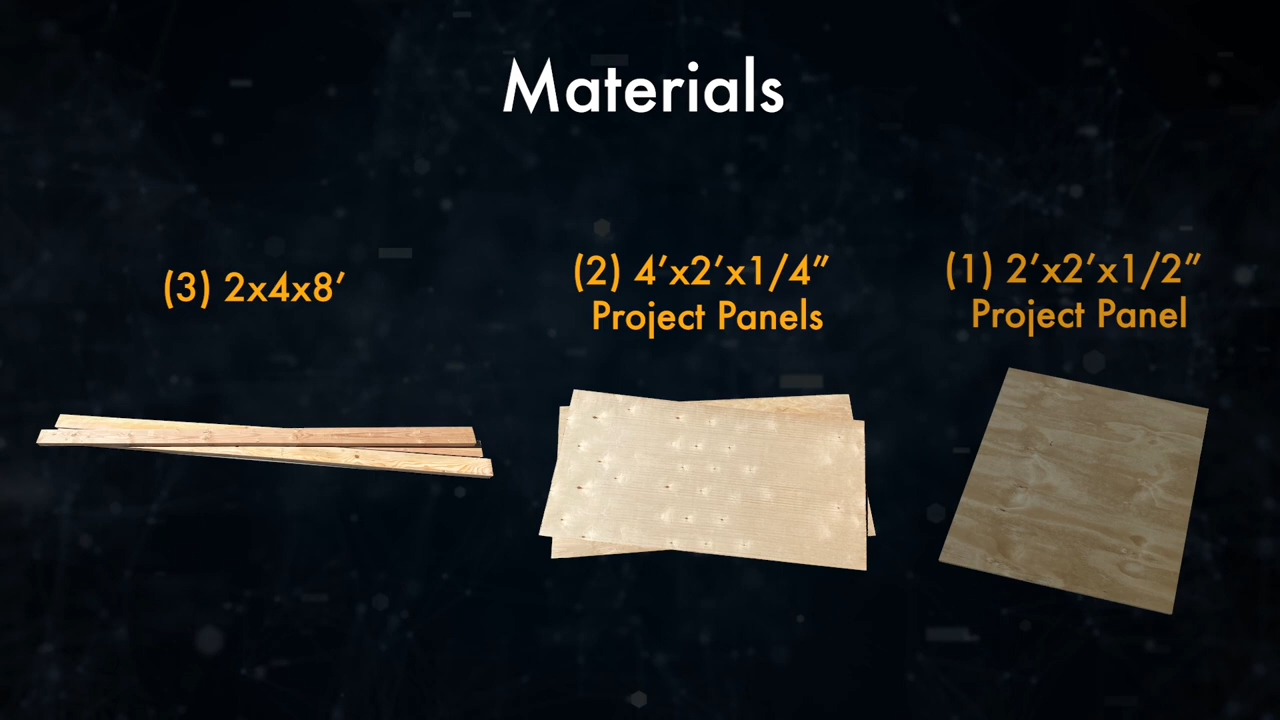 Materials
(3) 2x4x8’
(2) 4’x2’x1/4”
Project Panels
(1) 2’x2’x1/2”
Project Panel